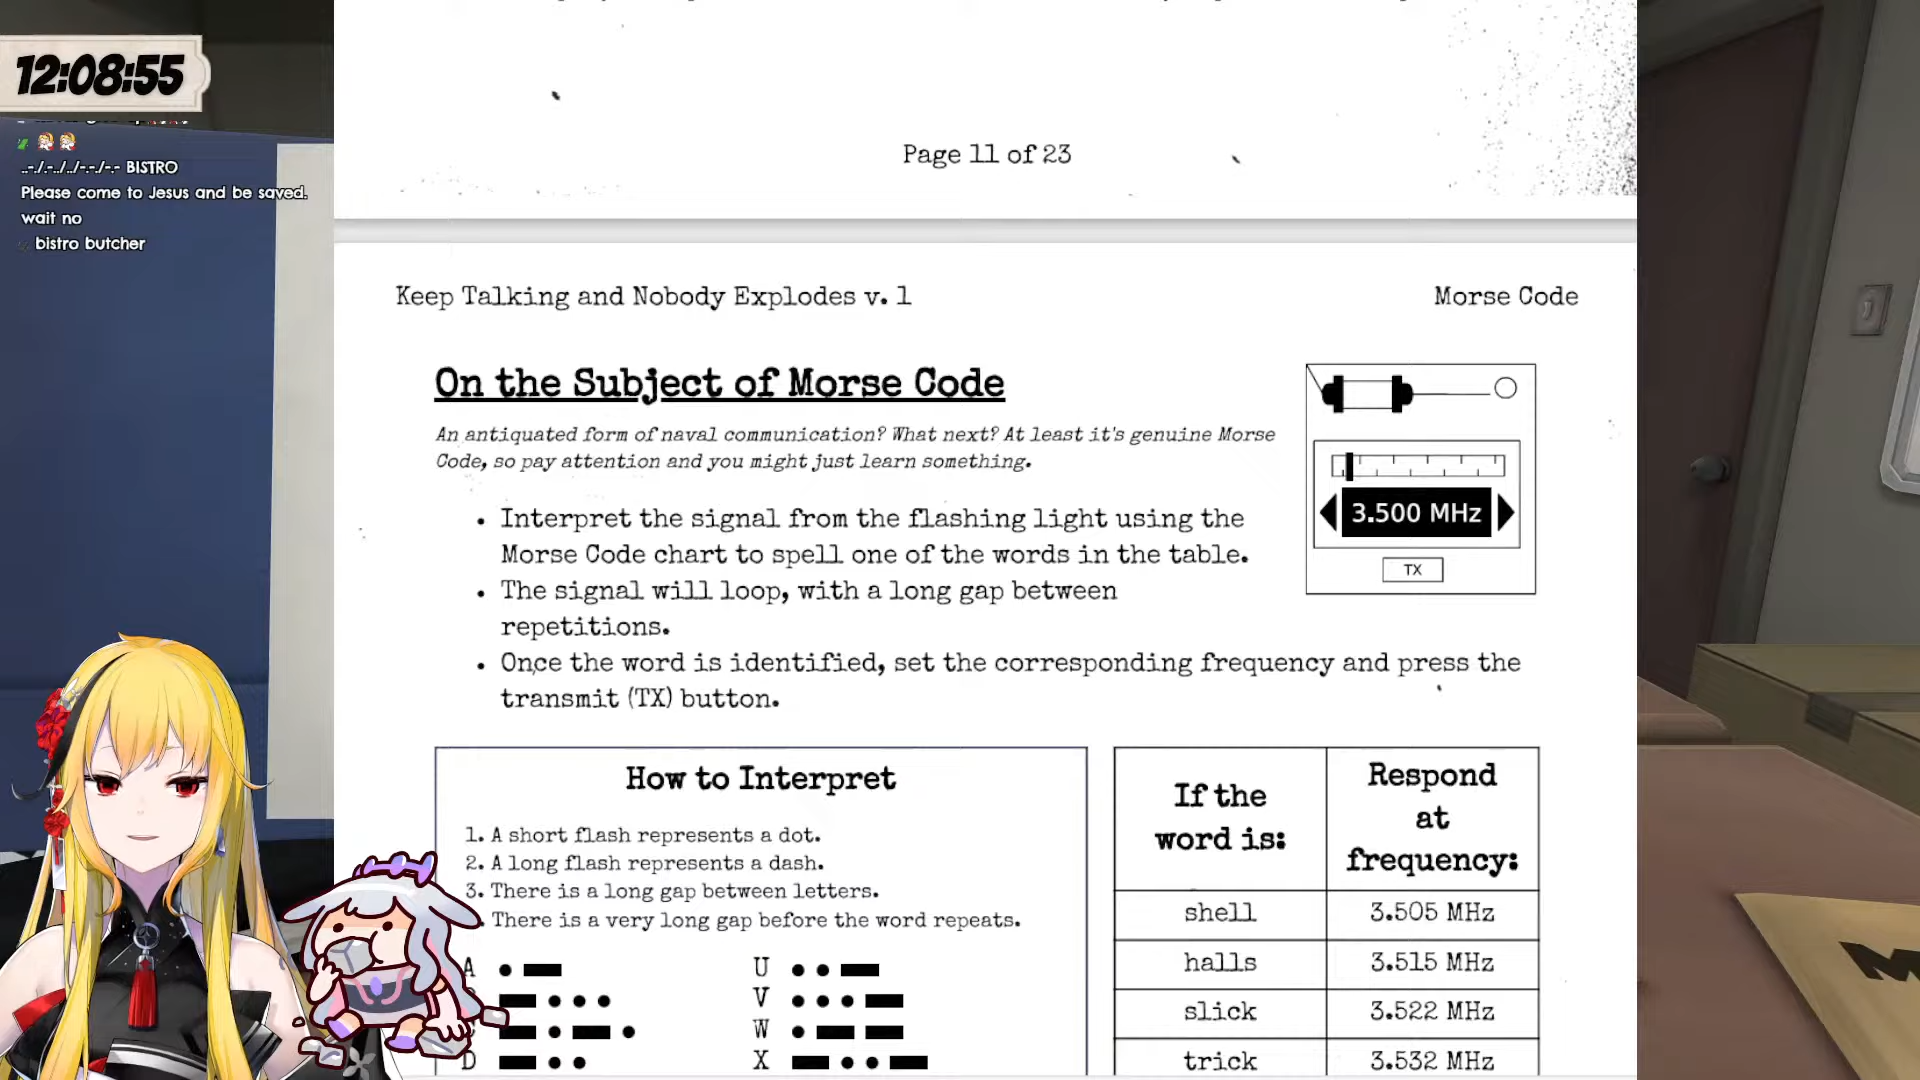 12:08:55
..-./.-../../--./-.- BISTRO
Please come to Jesus and be saved.
wait no
bistro butcher
Page 11 of 23
Keep Talking and Nobody Explodes v. 1
Morse Code
On the Subject of Morse Code
An antiquated form of naval communication? What next? At least it's genuine Morse
Code, so pay attention and you might just learn something.
• Interpret the signal from the flashing light using the
Morse Code chart to spell one of the words in the table.
• The signal will loop, with a long gap between
repetitions.
• Once the word is identified, set the corresponding frequency and press the
transmit (TX) button.
3.500 MHz
TX
How to Interpret
1. A short flash represents a dot.
2. A long flash represents a dash.
3. There is a long gap between letters.
. There is a very long gap before the word repeats.
A
D
U
V
W
X
If the
word is:
Respond
at
frequency:
shell 3.505 MHz
halls 3.515 MHz
slick 3.522 MHz
trick 3.532 MHz